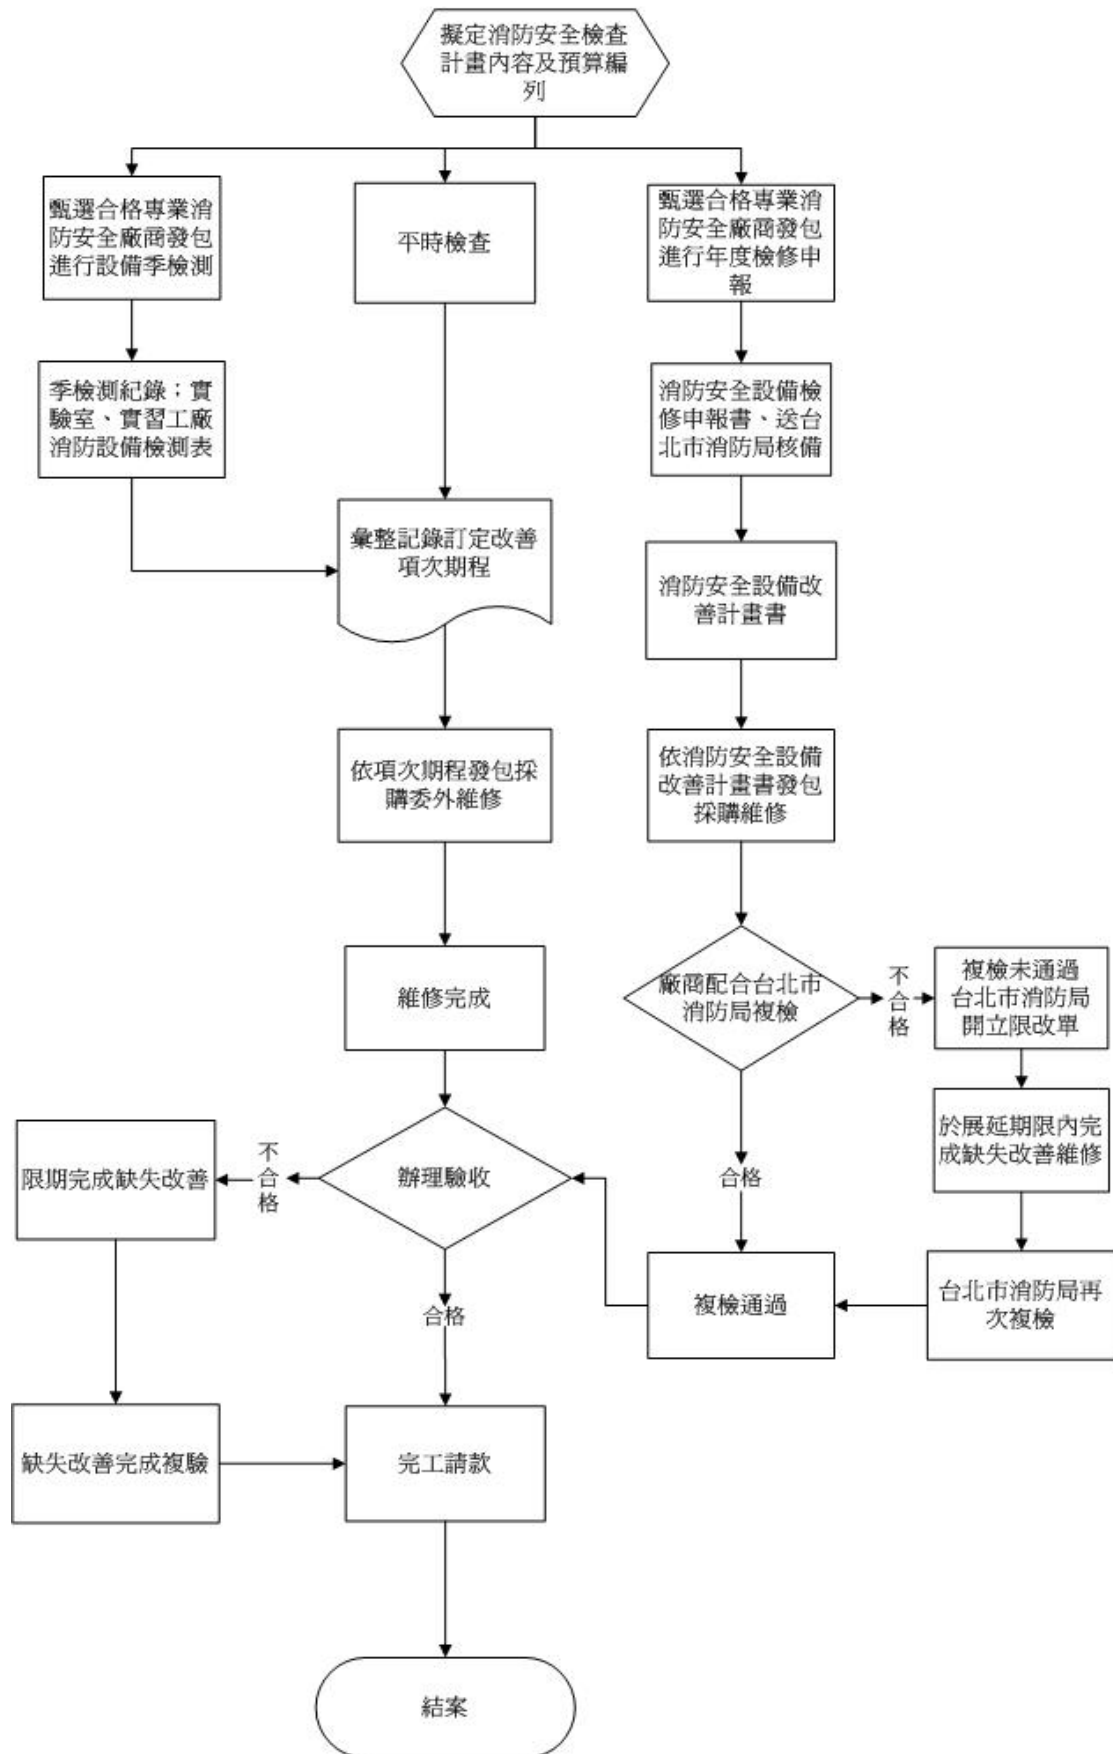 擬定消防安全檢查
計畫內容及預算編
列
甄選合格專業消
防安全廠商發包
進行設備季檢測
平時檢查
甄選合格專業消
防安全廠商發包
進行年度檢修申
報
季檢測紀錄；實
驗室、實習工廠
消防設備檢測表
消防安全設備檢
修申報書、送台
北市消防局核備
彙整記錄訂定改善
項次期程
消防安全設備改
善計畫書
依項次期程發包採
購委外維修
依消防安全設備
改善計畫書發包
採購維修
維修完成
廠商配合台北市
消防局複檢
不
合
格
複檢未通過
台北市消防局
開立限改單
於展延期限內完
成缺失改善維修
限期完成缺失改善
不
合
格
辦理驗收
合格
複檢通過
台北市消防局再
次複檢
合格
缺失改善完成複驗
完工請款
結案